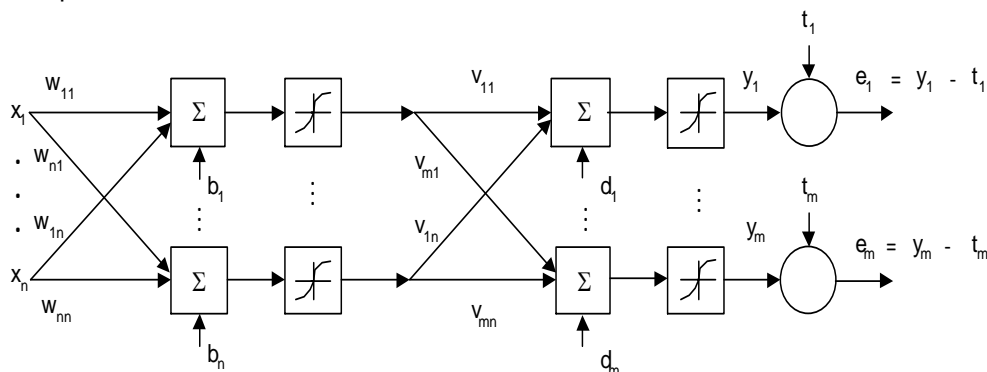 t₁
w₁₁ v₁₁ y₁ e₁ = y₁ - t₁
x₁ Σ Σ
. wₙ₁ vₘ₁
b₁ d₁
. tₘ
. w₁ₙ v₁ₙ yₘ eₘ = yₘ - tₘ
xₙ Σ Σ
wₙₙ vₘₙ
bₙ dₘ